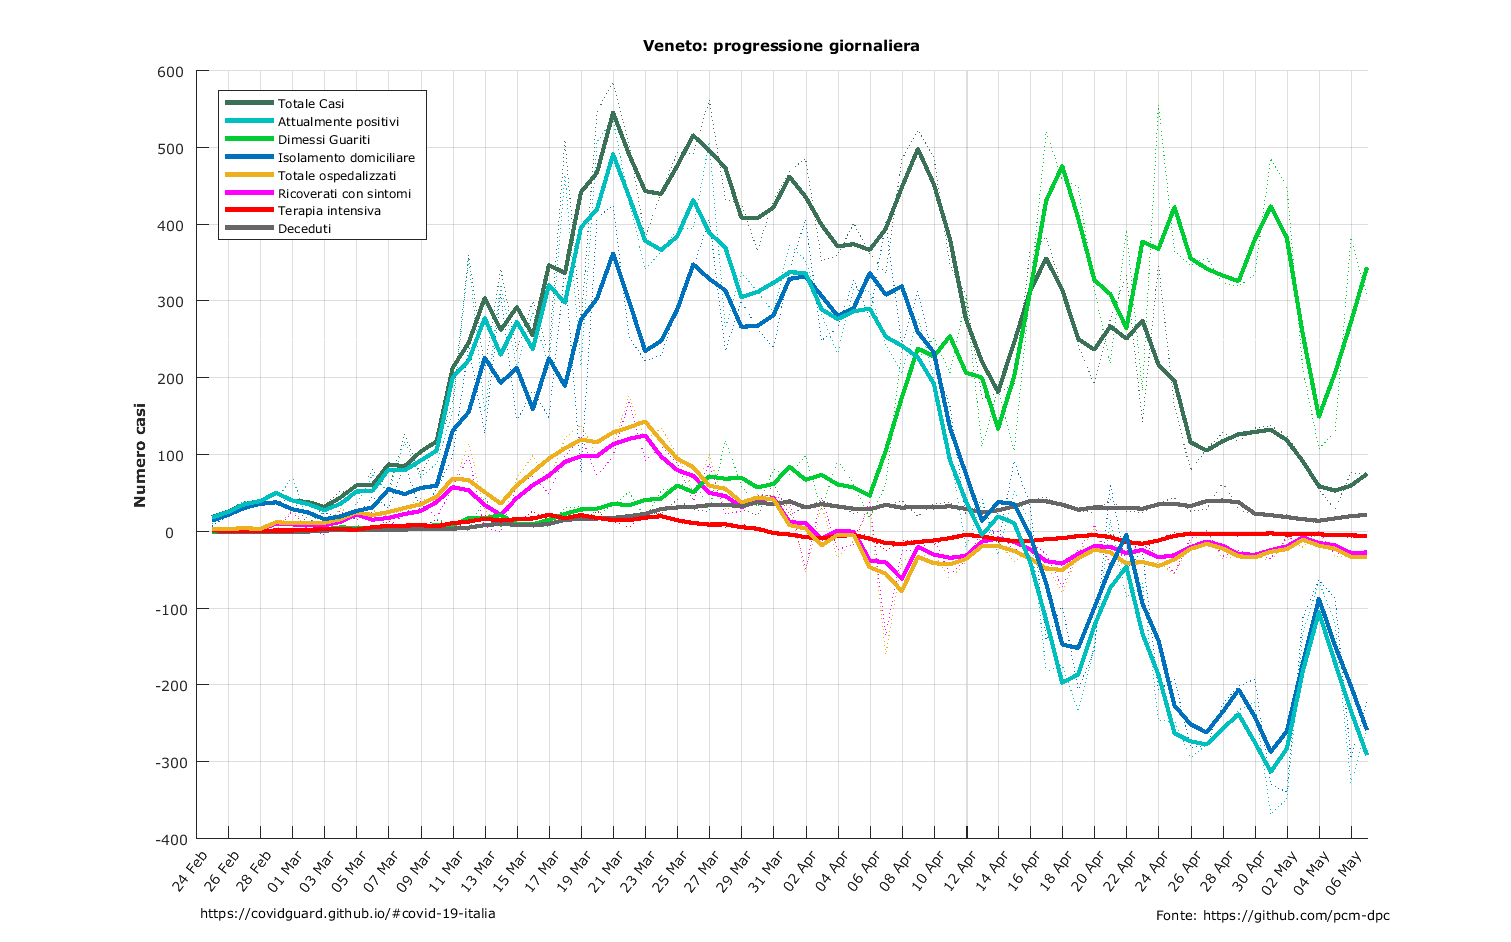 Veneto: progressione giornaliera
600
500
400
300
200
100
0
-100
-200
-300
-400
Numero casi
Totale Casi
Attualmente positivi
Dimessi Guariti
Isolamento domiciliare
Totale ospedalizzati
Ricoverati con sintomi
Terapia intensiva
Deceduti
24 Feb
26 Feb
28 Feb
01 Mar
03 Mar
05 Mar
07 Mar
09 Mar
11 Mar
13 Mar
15 Mar
17 Mar
19 Mar
21 Mar
23 Mar
25 Mar
27 Mar
29 Mar
31 Mar
02 Apr
04 Apr
06 Apr
08 Apr
10 Apr
12 Apr
14 Apr
16 Apr
18 Apr
20 Apr
22 Apr
24 Apr
26 Apr
28 Apr
30 Apr
02 May
04 May
06 May
https://covidguard.github.io/#covid-19-italia
Fonte: https://github.com/pcm-dpc